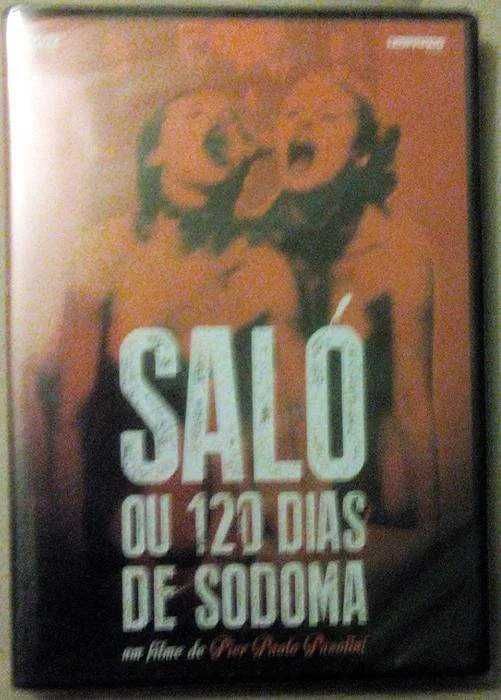 SALÓ
OU 120 DIAS
DE SODOMA
um filme de Pier Paolo Pasolini